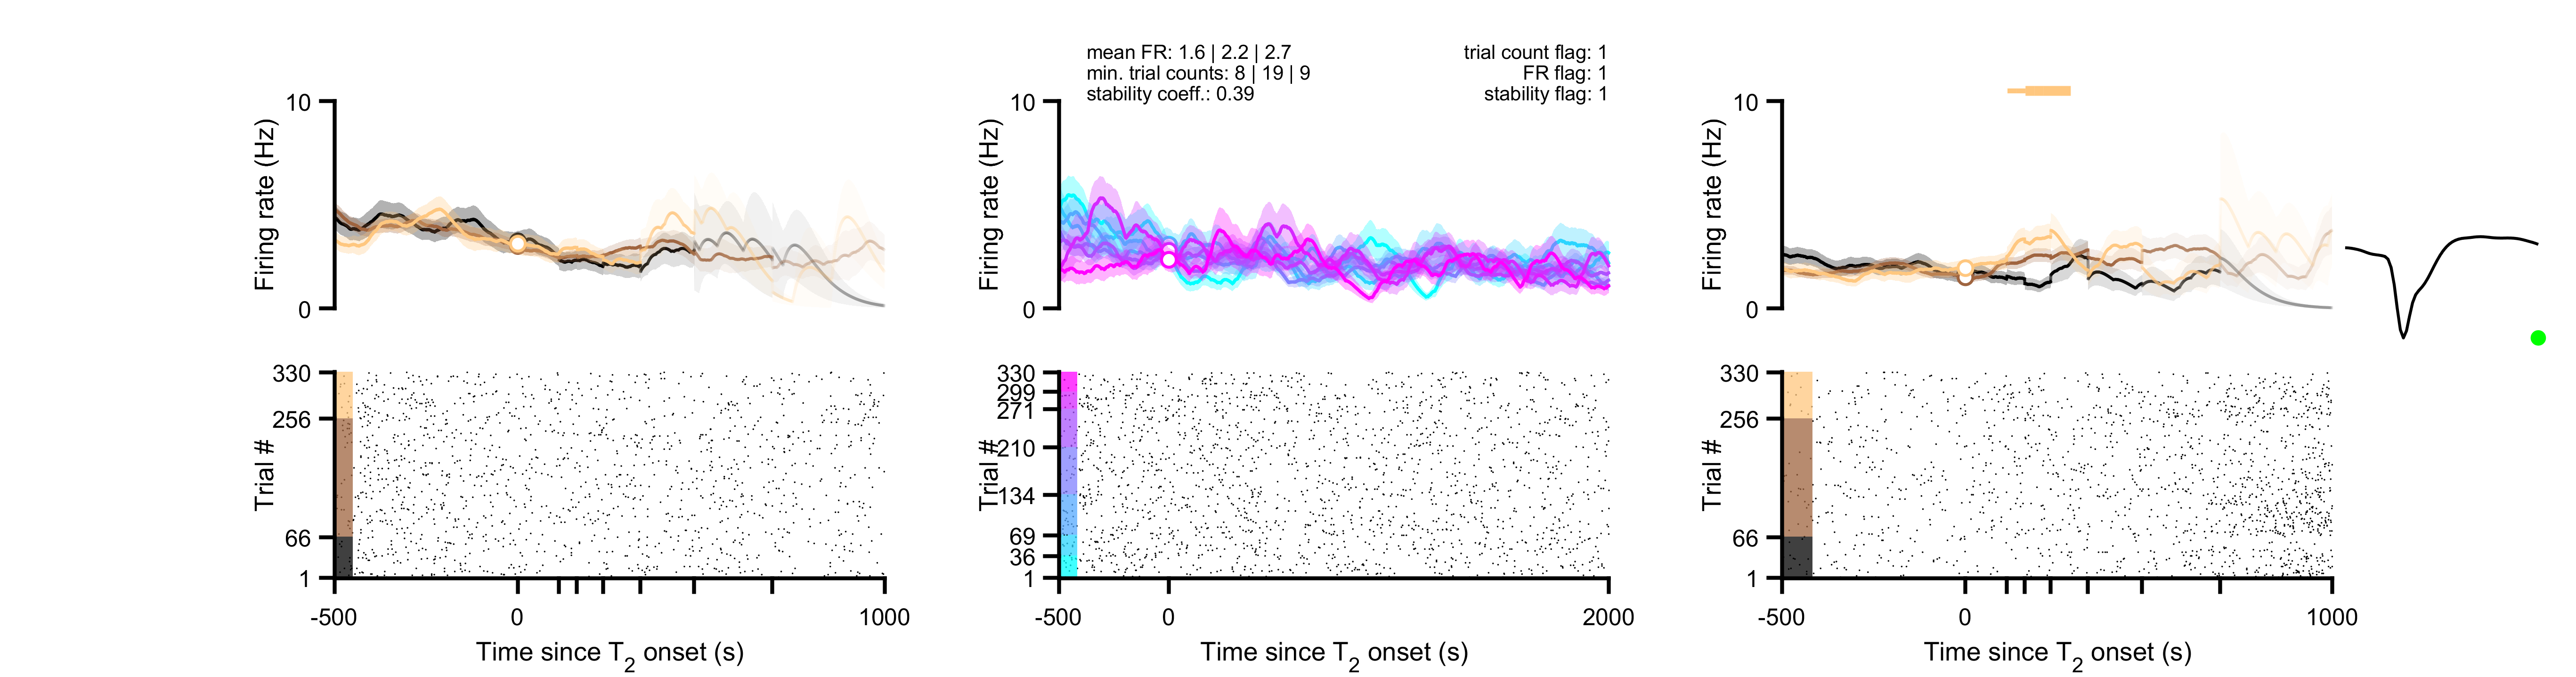 mean FR: 1.6 | 2.2 | 2.7
min. trial counts: 8 | 19 | 9
stability coeff.: 0.39
trial count flag: 1
FR flag: 1
stability flag: 1
10
0
Firing rate (Hz)
10
0
Firing rate (Hz)
10
0
Firing rate (Hz)
330
256
66
1
Trial #
-500
0
1000
Time since T2 onset (s)
330
299
271
210
134
69
36
1
Trial #
-500
0
2000
Time since T2 onset (s)
330
256
66
1
Trial #
-500
0
1000
Time since T2 onset (s)